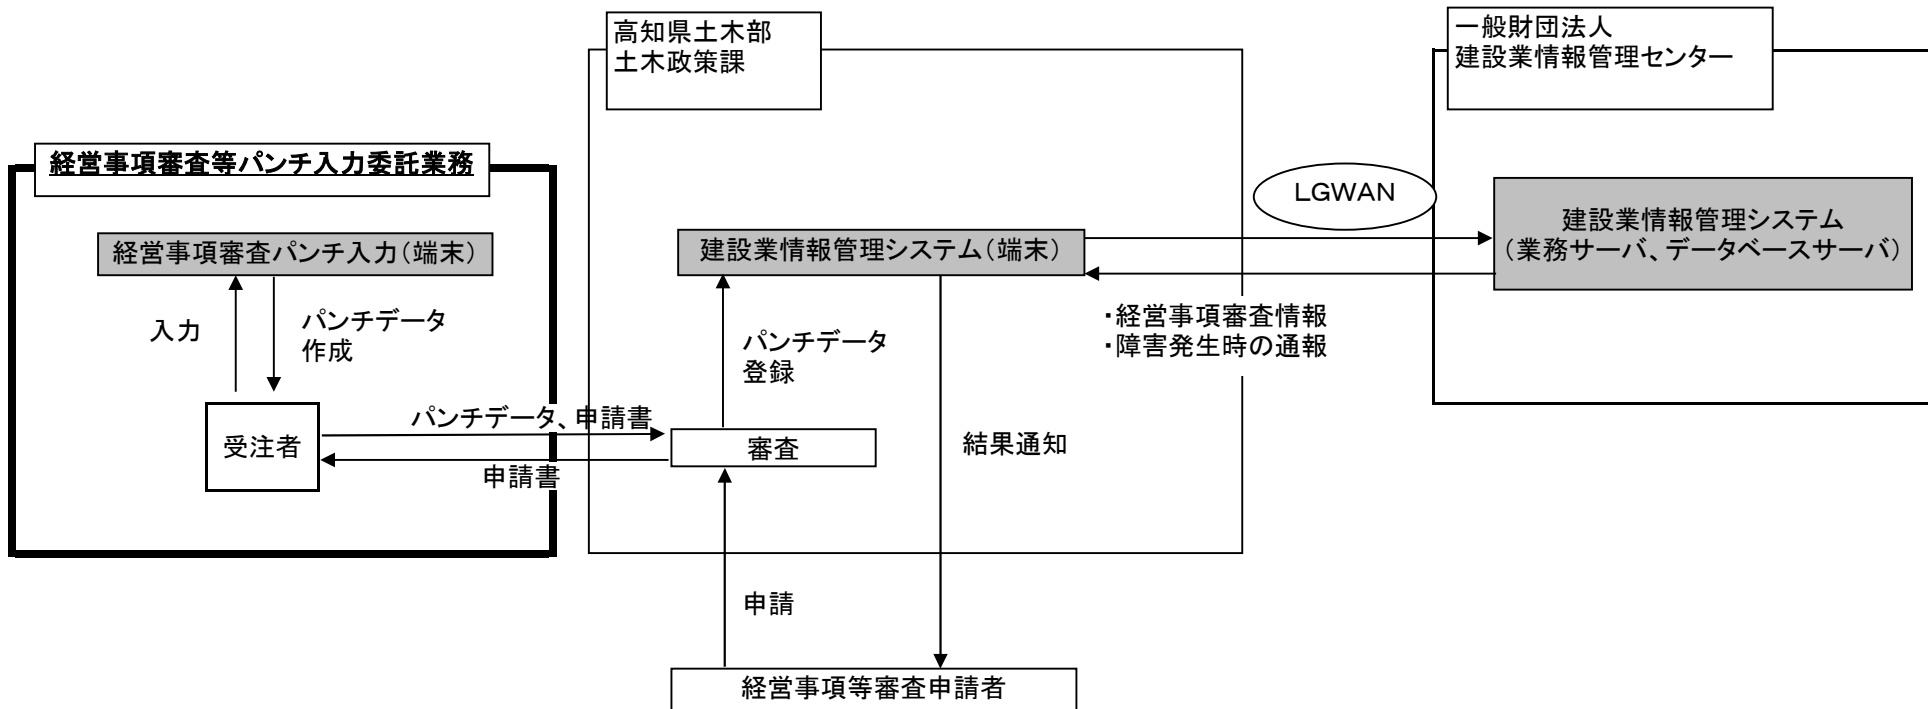 高知県土木部
土木政策課
一般財団法人
建設業情報管理センター
経営事項審査等パンチ入力委託業務
LGWAN
経営事項審査パンチ入力（端末）
建設業情報管理システム（端末）
建設業情報管理システム
（業務サーバ、データベースサーバ）
入力
パンチデータ
作成
パンチデータ
登録
・経営事項審査情報
・障害発生時の通報
パンチデータ、申請書
受注者
審査
結果通知
申請書
申請
経営事項等審査申請者